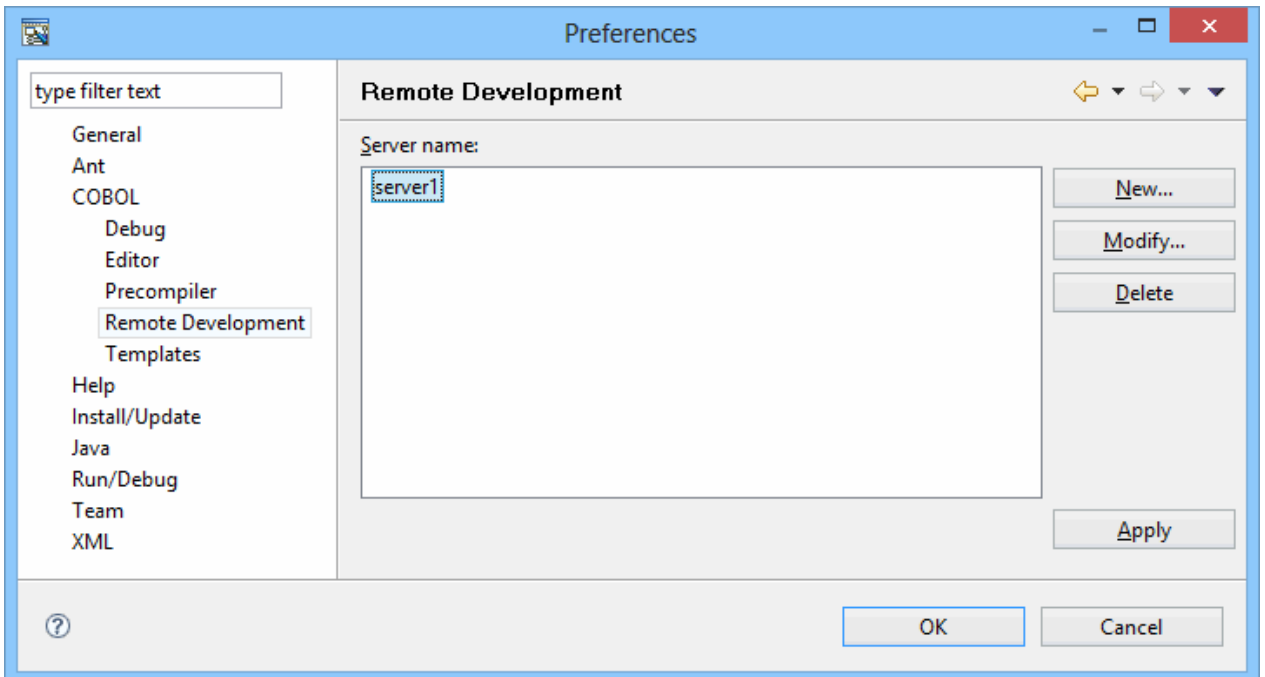 Preferences
type filter text
General
Ant
COBOL
Debug
Editor
Precompiler
Remote Development
Templates
Help
Install/Update
Java
Run/Debug
Team
XML
Remote Development
Server name:
server1
New...
Modify...
Delete
Apply
OK
Cancel